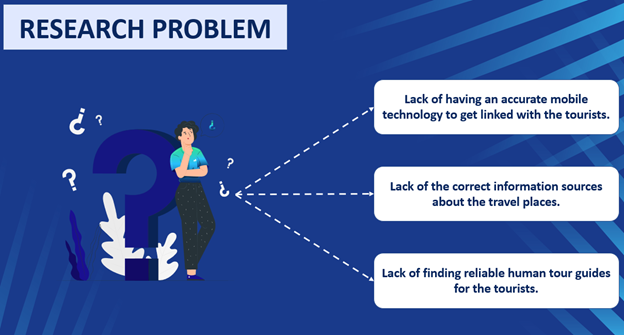 RESEARCH PROBLEM
Lack of having an accurate mobile
technology to get linked with the tourists.
Lack of the correct information sources
about the travel places.
Lack of finding reliable human tour guides
for the tourists.